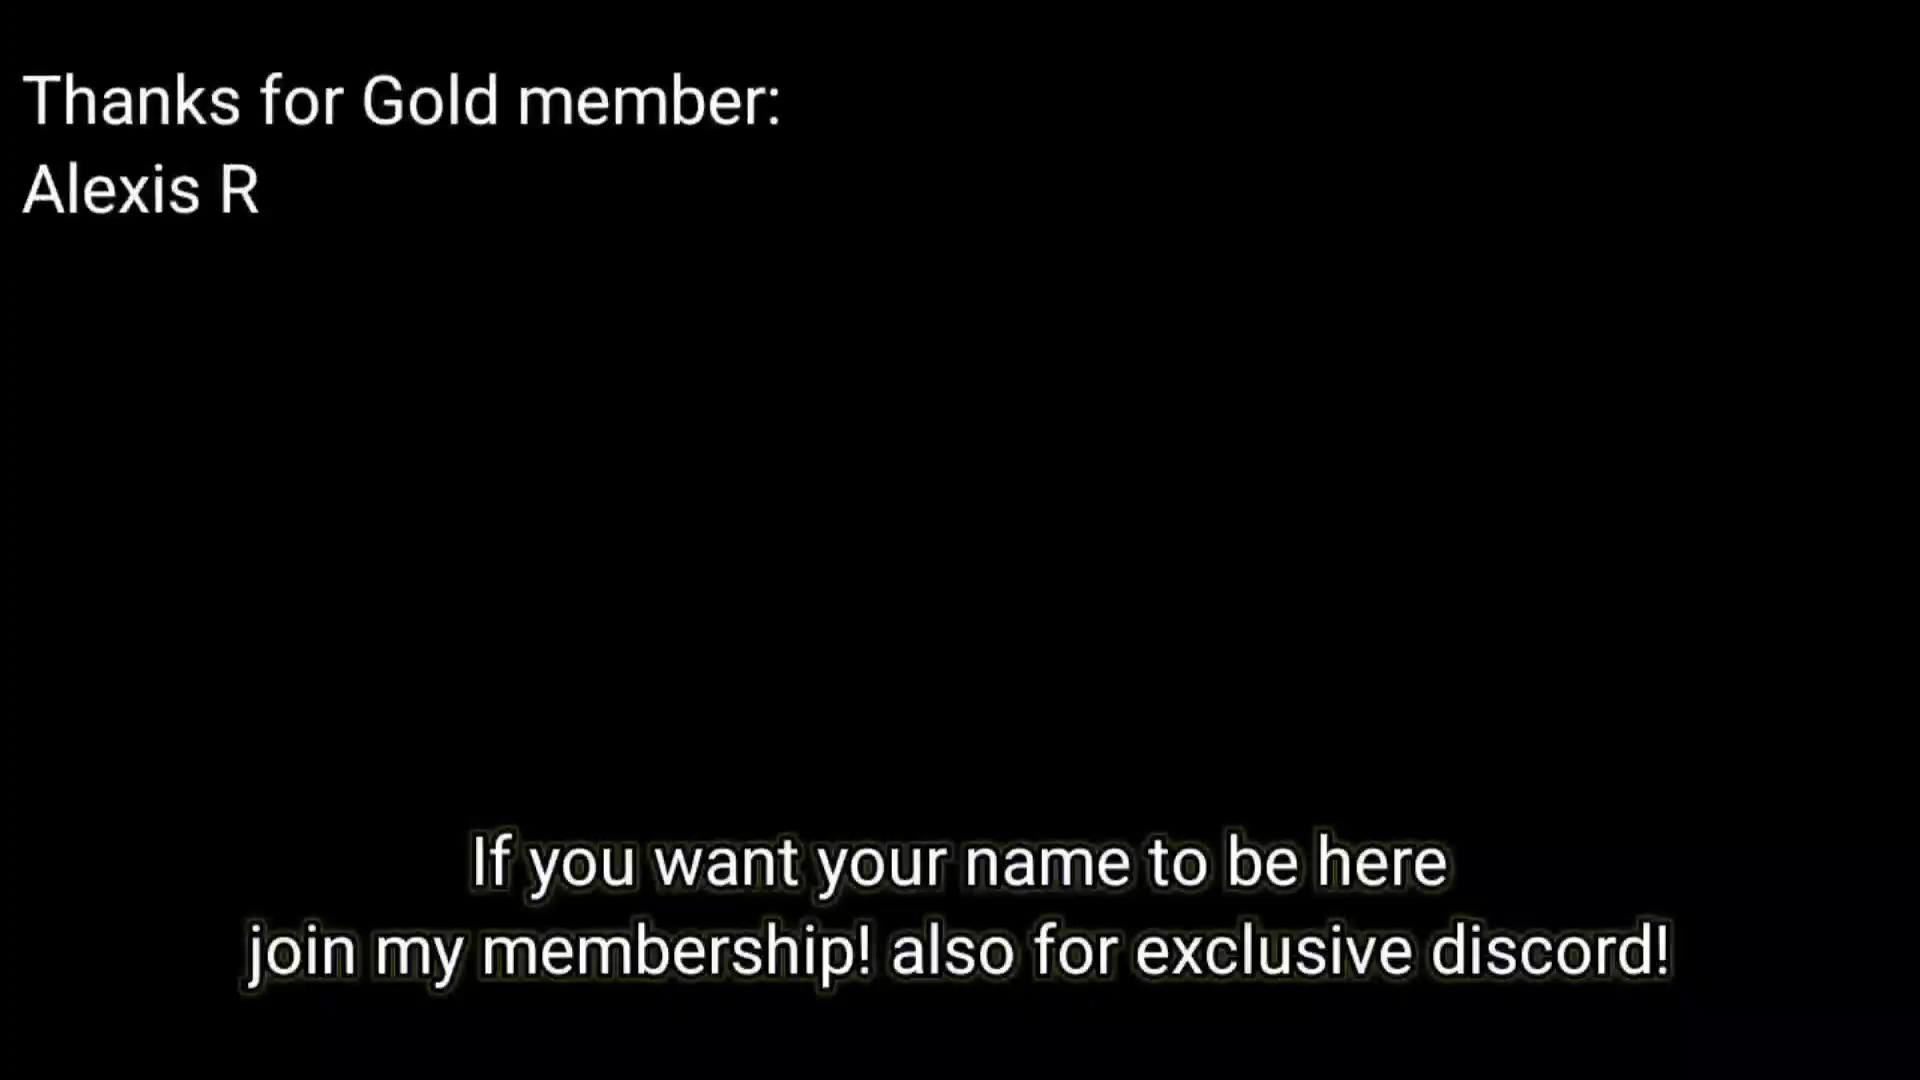 Thanks for Gold member:
Alexis R
If you want your name to be here
join my membership! also for exclusive discord!